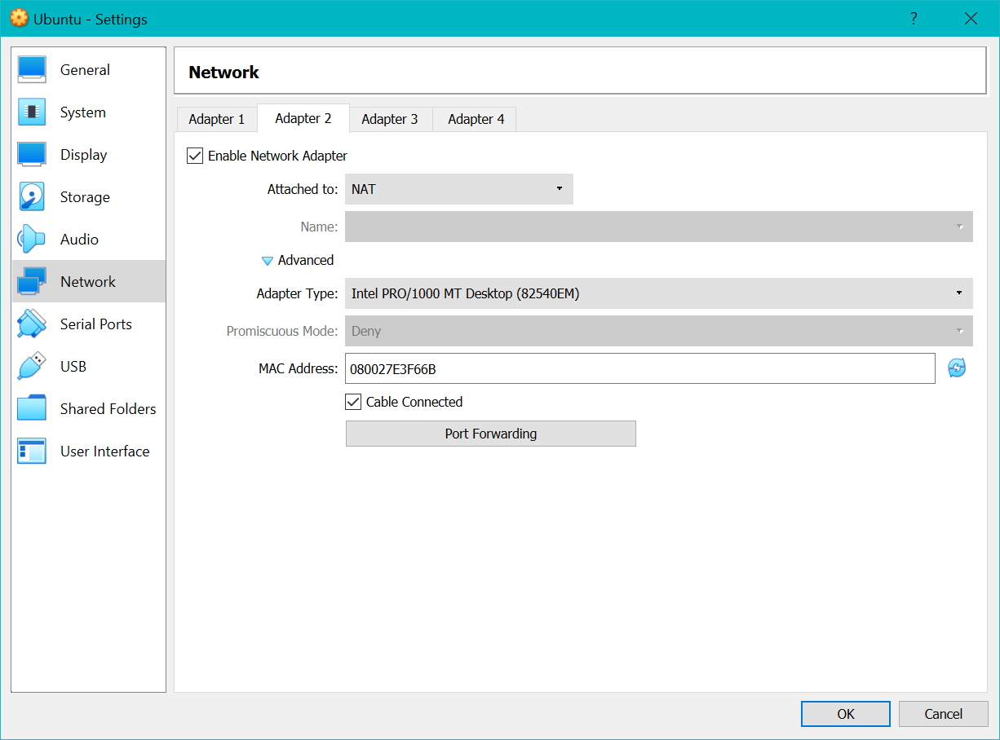 Ubuntu - Settings ?
General
System
Display
Storage
Audio
Network
Serial Ports
USB
Shared Folders
User Interface
Network
Adapter 1 Adapter 2 Adapter 3 Adapter 4
Enable Network Adapter
Attached to: NAT
Name:
Advanced
Adapter Type: Intel PRO/1000 MT Desktop (82540EM)
Promiscuous Mode: Deny
MAC Address: 080027E3F66B
Cable Connected
Port Forwarding
OK Cancel